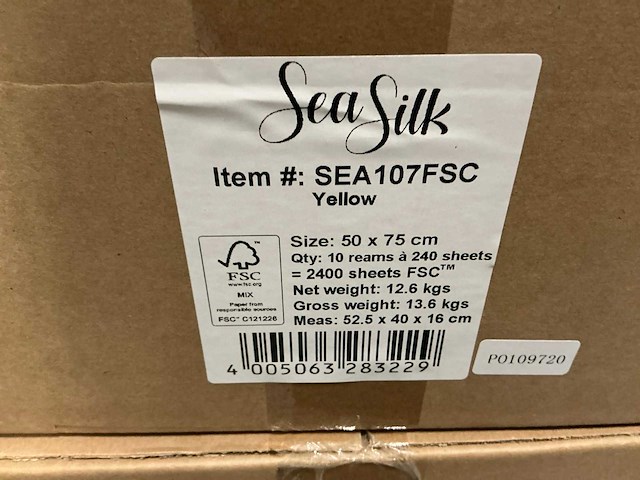 Sea Silk
Item #: SEA107FSC
Yellow
Size: 50 x 75 cm
Qty: 10 reams à 240 sheets
= 2400 sheets FSC™
Net weight: 12.6 kgs
Gross weight: 13.6 kgs
Meas: 52.5 x 40 x 16 cm
™
FSC
www.fsc.org
MIX
Paper from
responsible sources
FSC® C121226
4 005063 283229
PO109720